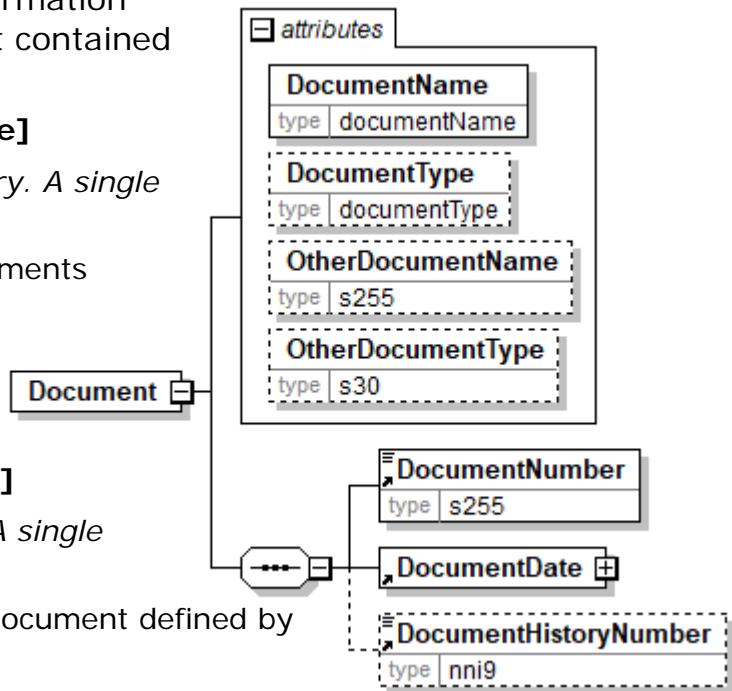 rmation
t contained
e]
ry. A single
ments
]
A single
ocument defined by
attributes
DocumentName
type documentName
DocumentType
type documentType
OtherDocumentName
type s255
OtherDocumentType
type s30
Document
DocumentNumber
type s255
DocumentDate
DocumentHistoryNumber
type nni9